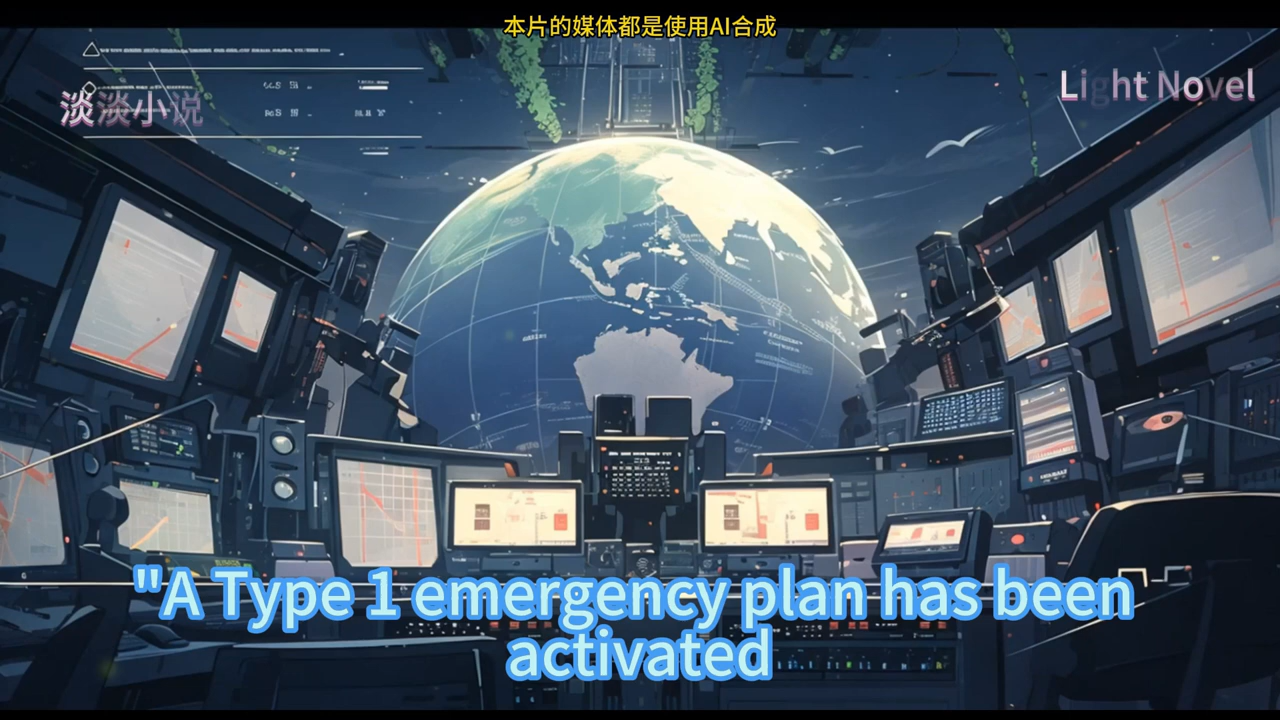 本片的媒体都是使用AI合成
淡淡小说
Light Novel
"A Type 1 emergency plan has been
activated